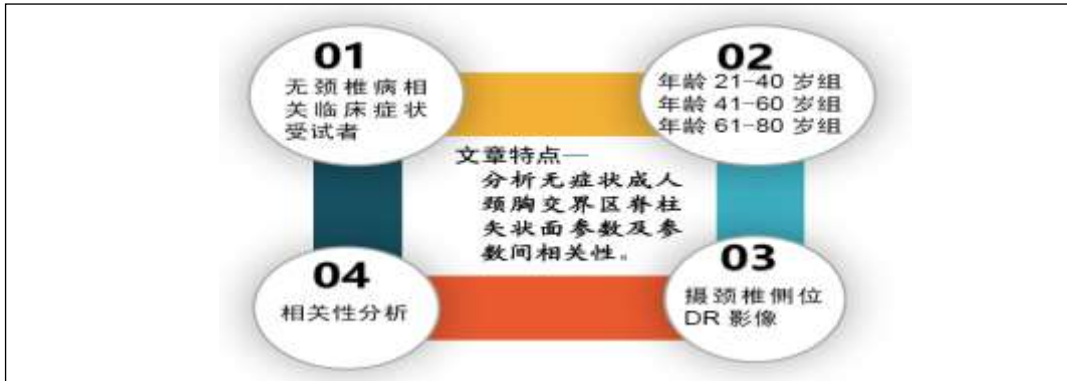 01
无颈椎病相
关临床症状
受试者
02
年龄 21-40 岁组
年龄 41-60 岁组
年龄 61-80 岁组
文章特点—
分析无症状成人
颈胸交界区脊柱
矢状面参数及参
数间相关性。
04
相关性分析
03
摄颈椎侧位
DR 影像